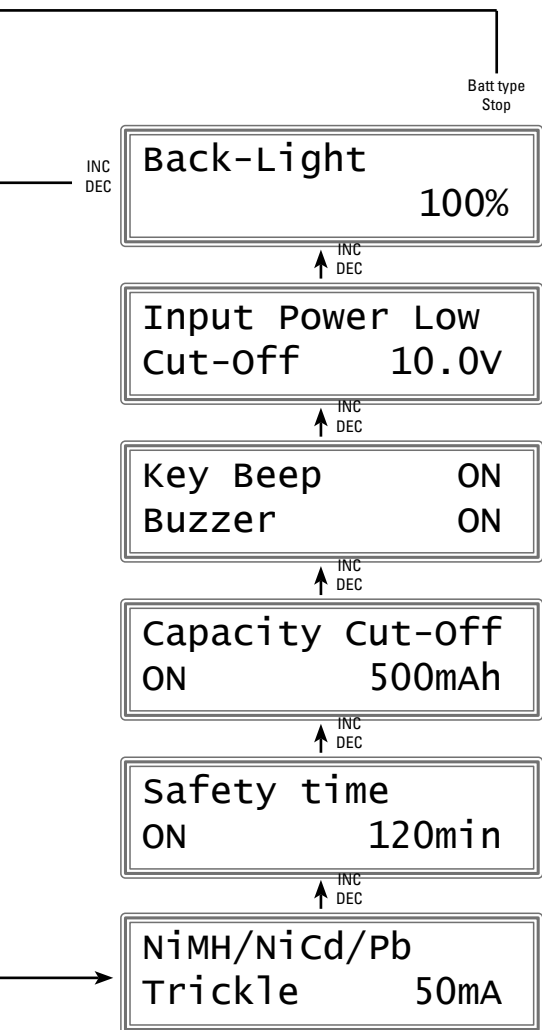 Batt type
Stop
INC
DEC
Back-Light
100%
INC
DEC
Input Power Low
Cut-Off 10.0V
INC
DEC
Key Beep ON
Buzzer ON
INC
DEC
Capacity Cut-Off
ON 500mAh
INC
DEC
Safety time
ON 120min
INC
DEC
NiMH/NiCd/Pb
Trickle 50mA